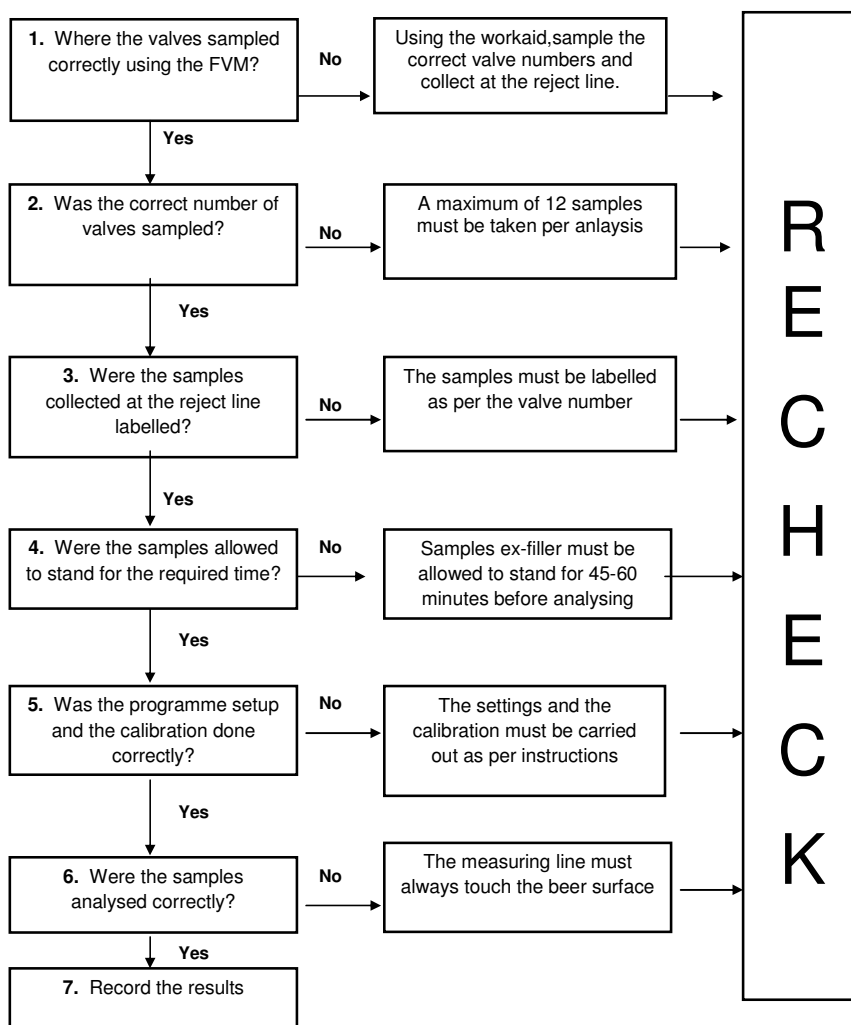 1. Where the valves sampled
correctly using the FVM?
No
Using the workaid,sample the
correct valve numbers and
collect at the reject line.
Yes
2. Was the correct number of
valves sampled?
No
A maximum of 12 samples
must be taken per anlaysis
Yes
3. Were the samples
collected at the reject line
labelled?
No
The samples must be labelled
as per the valve number
Yes
4. Were the samples allowed
to stand for the required time?
No
Samples ex-filler must be
allowed to stand for 45-60
minutes before analysing
Yes
5. Was the programme setup
and the calibration done
correctly?
No
The settings and the
calibration must be carried
out as per instructions
Yes
6. Were the samples
analysed correctly?
No
The measuring line must
always touch the beer surface
Yes
7. Record the results
R
E
C
H
E
C
K